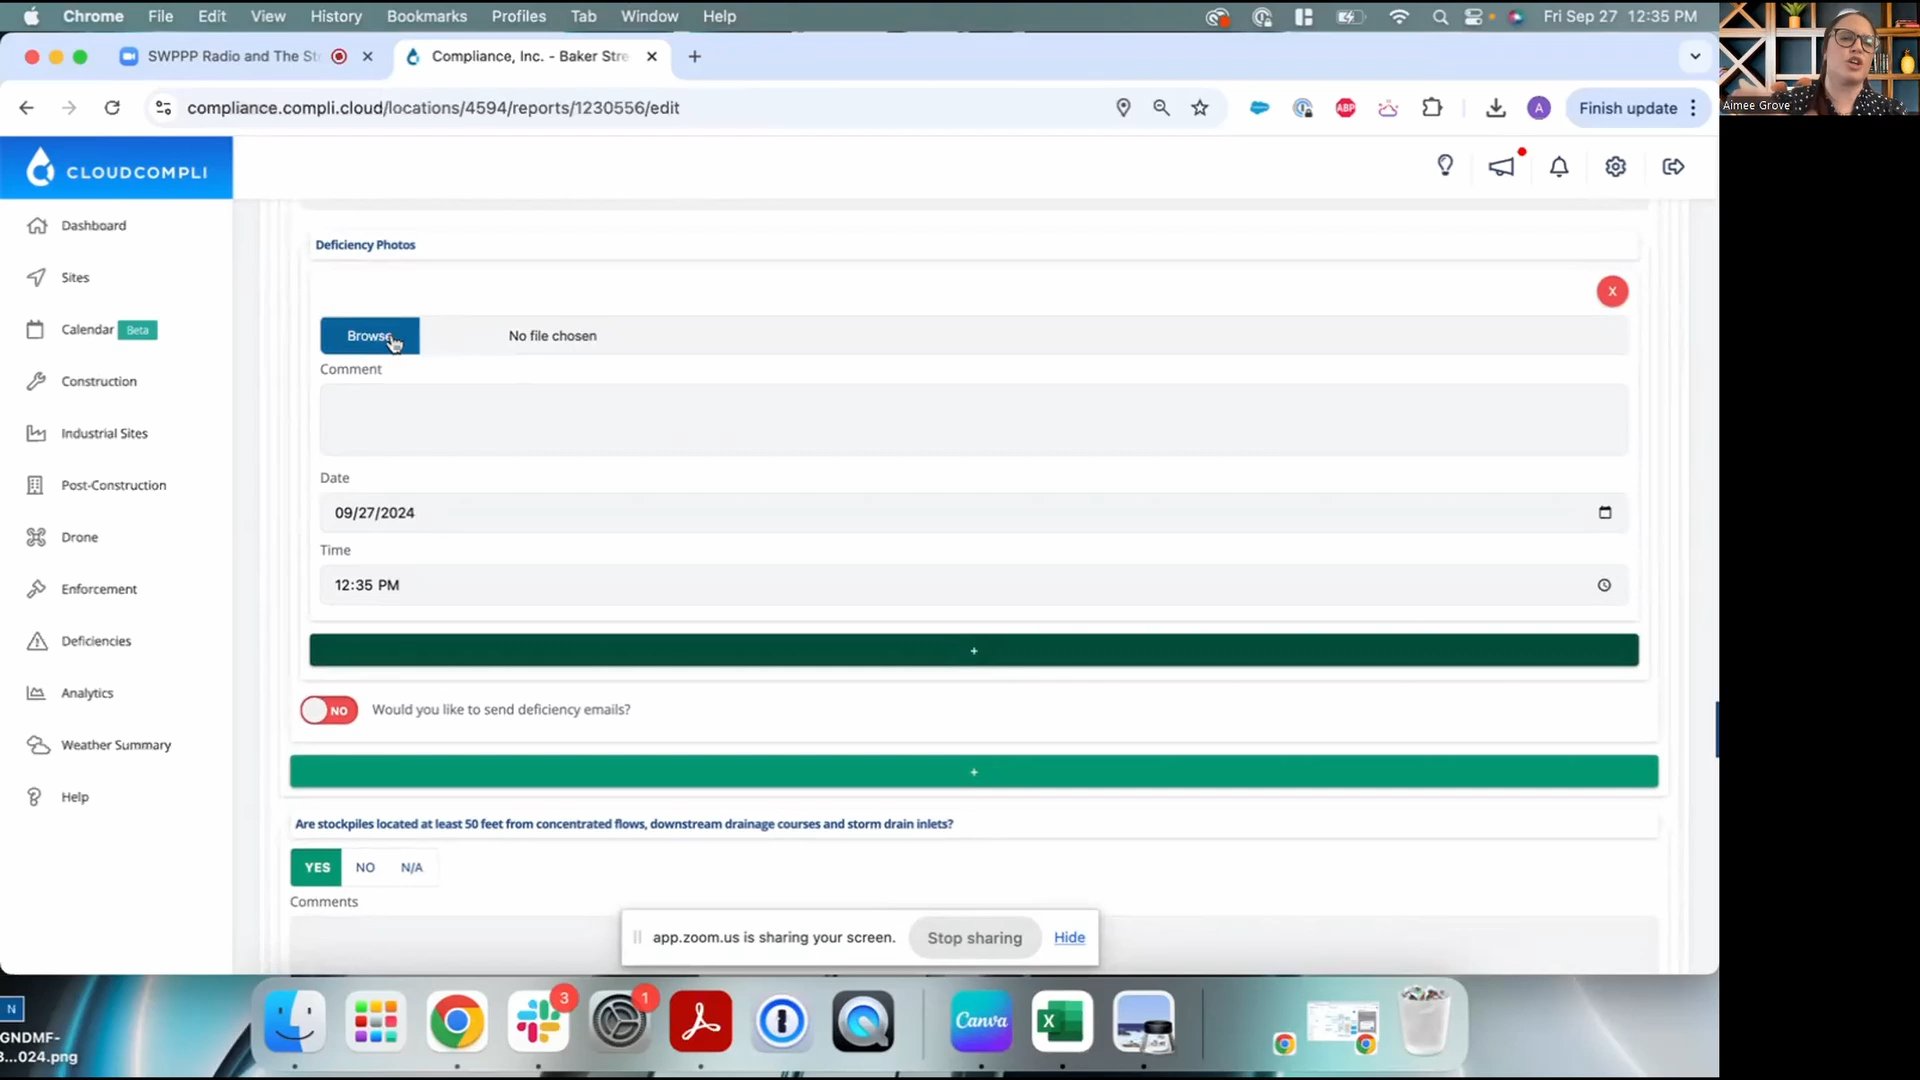 Chrome File Edit View History Bookmarks Profiles Tab Window Help Fri Sep 27 12:35 PM
SWPPP Radio and The St Compliance, Inc. - Baker Stre
compliance.compli.cloud/locations/4594/reports/1230556/edit ABP A Finish update
Aimee Grove
CLOUDCOMPLI
Dashboard
Sites
Calendar Beta
Construction
Industrial Sites
Post-Construction
Drone
Enforcement
Deficiencies
Analytics
Weather Summary
Help
Deficiency Photos
X
Browse No file chosen
Comment
Date
09/27/2024
Time
12:35 PM
+
NO Would you like to send deficiency emails?
+
Are stockpiles located at least 50 feet from concentrated flows, downstream drainage courses and storm drain inlets?
YES NO N/A
Comments
app.zoom.us is sharing your screen. Stop sharing Hide
N
GNDMF-
3...024.png
3
1
Canva
X